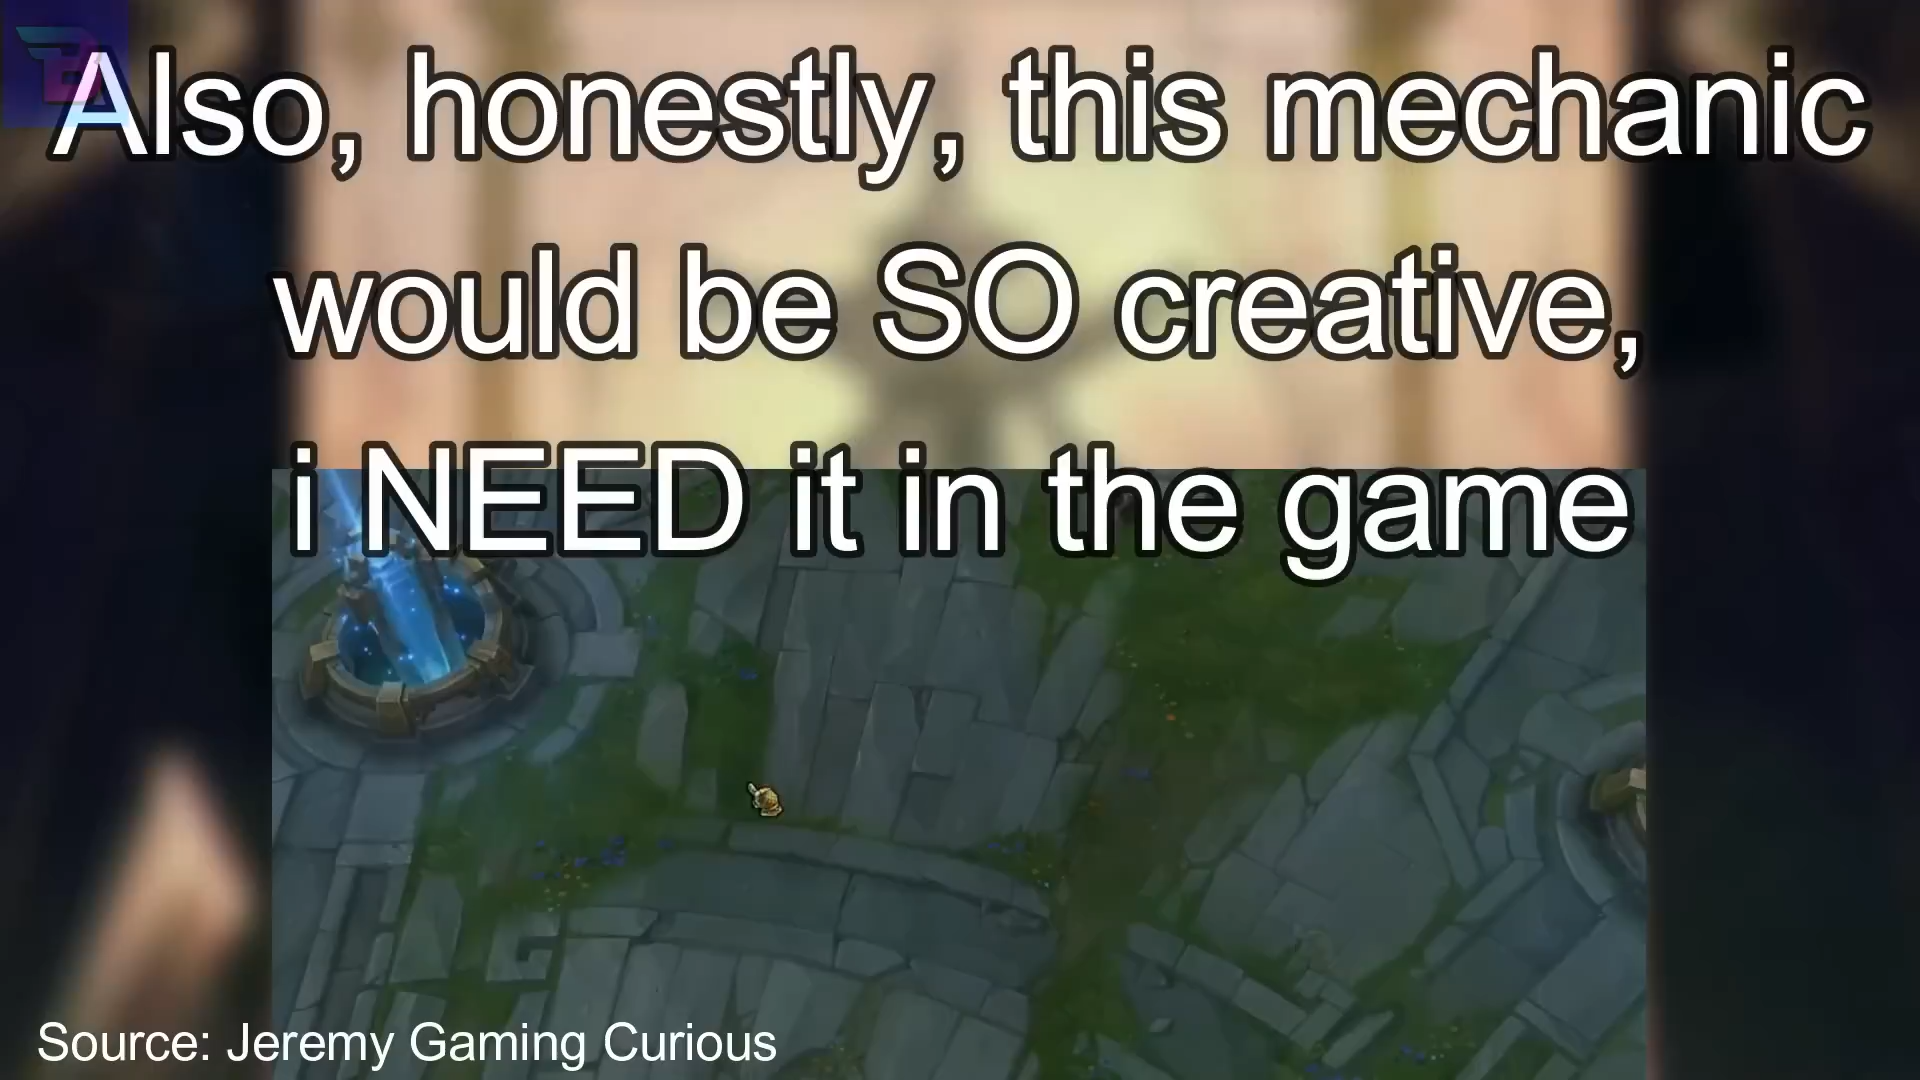 Also, honestly, this mechanic
would be SO creative,
i NEED it in the game
Source: Jeremy Gaming Curious